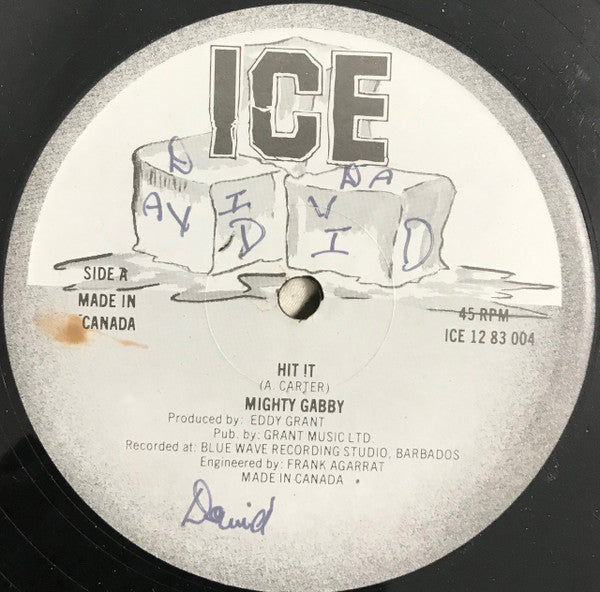 ICE
D DA
AV I V
D I D
SIDE A
MADE IN
CANADA
45 RPM
ICE 12 83 004
HIT IT
(A. CARTER)
MIGHTY GABBY
Produced by: EDDY GRANT
Pub. by: GRANT MUSIC LTD.
Recorded at: BLUE WAVE RECORDING STUDIO, BARBADOS
Engineered by: FRANK AGARRAT
MADE IN CANADA
David